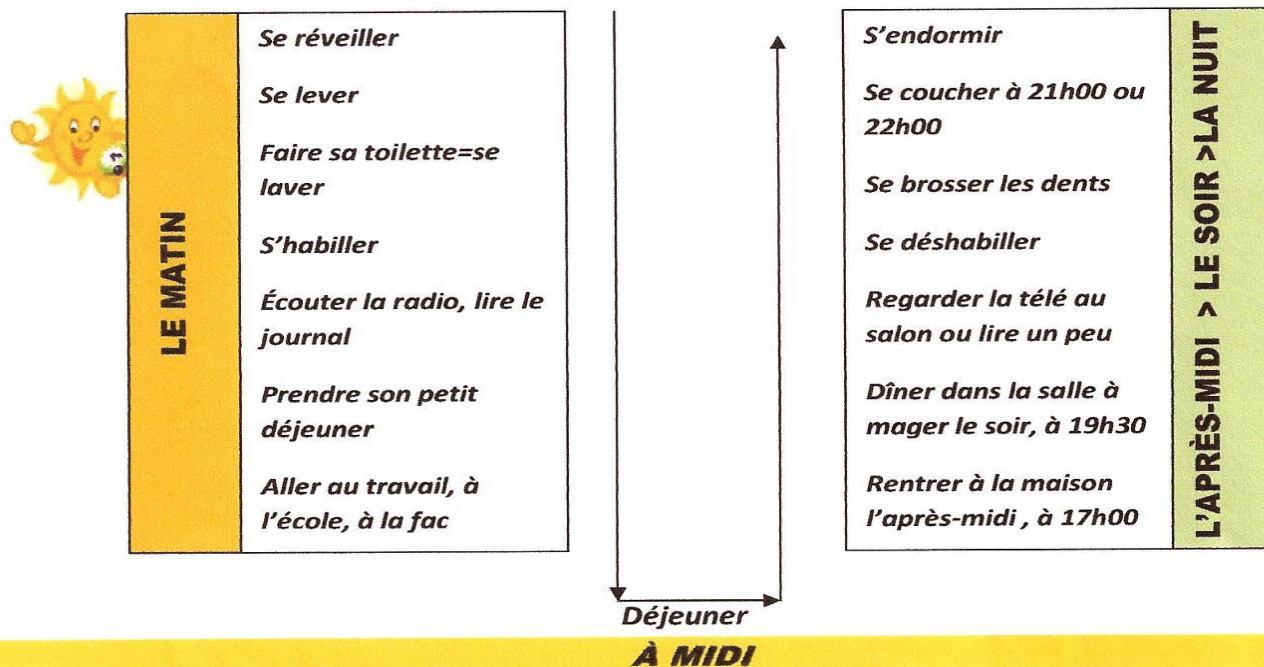 LE MATIN
Se réveiller
Se lever
Faire sa toilette=se
laver
S'habiller
Écouter la radio, lire le
journal
Prendre son petit
déjeuner
Aller au travail, à
l'école, à la fac
Déjeuner
À MIDI
S'endormir
Se coucher à 21h00 ou
22h00
Se brosser les dents
Se déshabiller
Regarder la télé au
salon ou lire un peu
Dîner dans la salle à
mager le soir, à 19h30
Rentrer à la maison
l'après-midi , à 17h00
L'APRÈS-MIDI > LE SOIR >LA NUIT